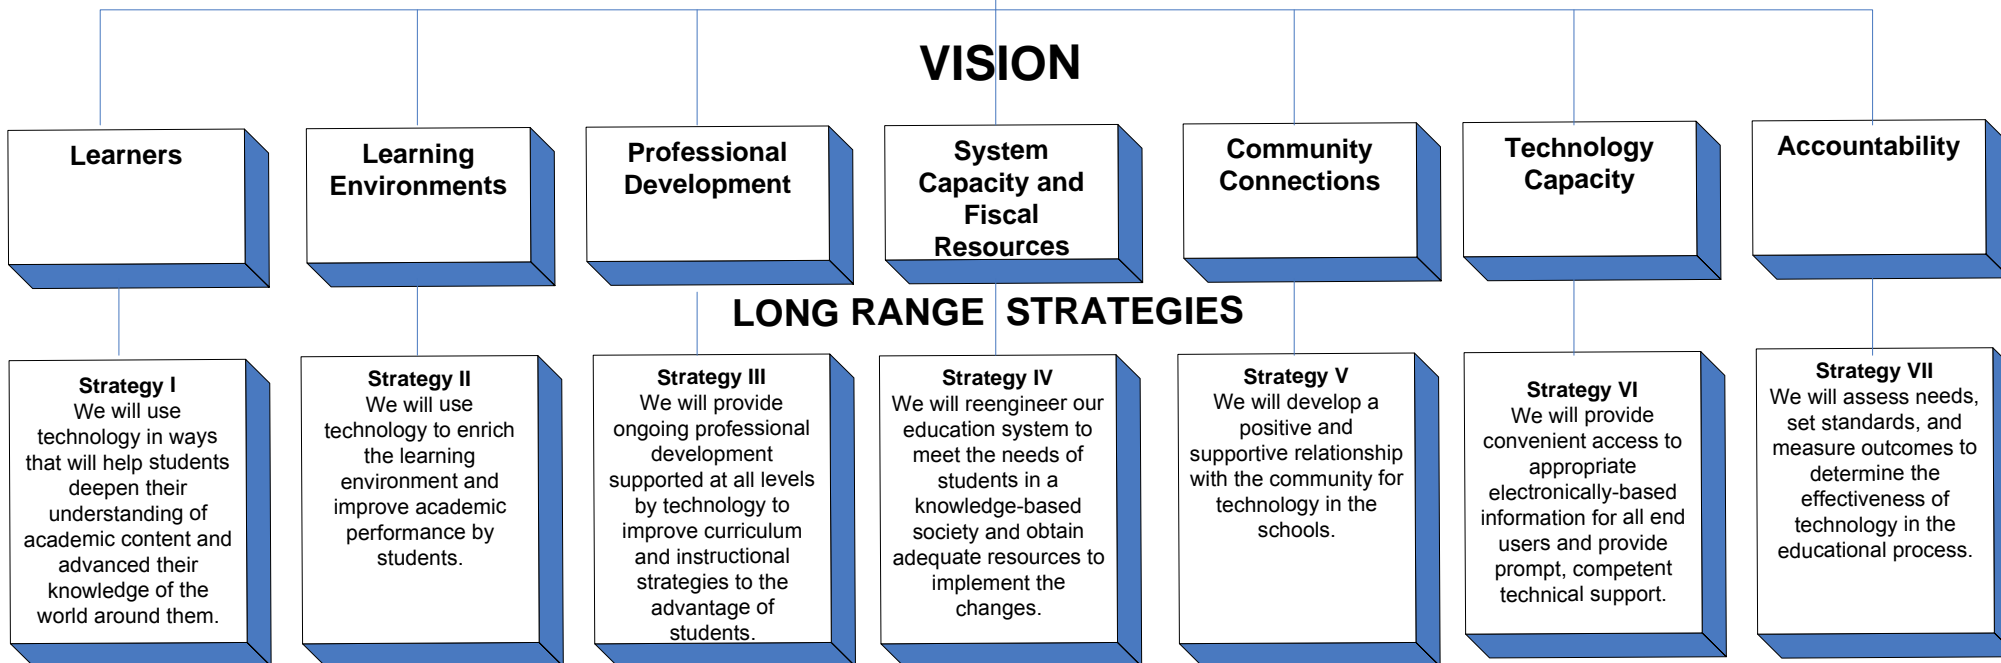 VISION
Learners
Learning
Environments
Professional
Development
System
Capacity and
Fiscal
Resources
Community
Connections
Technology
Capacity
Accountability
LONG RANGE STRATEGIES
Strategy I
We will use
technology in ways
that will help students
deepen their
understanding of
academic content and
advanced their
knowledge of the
world around them.
Strategy II
We will use
technology to enrich
the learning
environment and
improve academic
performance by
students.
Strategy III
We will provide
ongoing professional
development
supported at all levels
by technology to
improve curriculum
and instructional
strategies to the
advantage of
students.
Strategy IV
We will reengineer our
education system to
meet the needs of
students in a
knowledge-based
society and obtain
adequate resources to
implement the
changes.
Strategy V
We will develop a
positive and
supportive relationship
with the community for
technology in the
schools.
Strategy VI
We will provide
convenient access to
appropriate
electronically-based
information for all end
users and provide
prompt, competent
technical support.
Strategy VII
We will assess needs,
set standards, and
measure outcomes to
determine the
effectiveness of
technology in the
educational process.